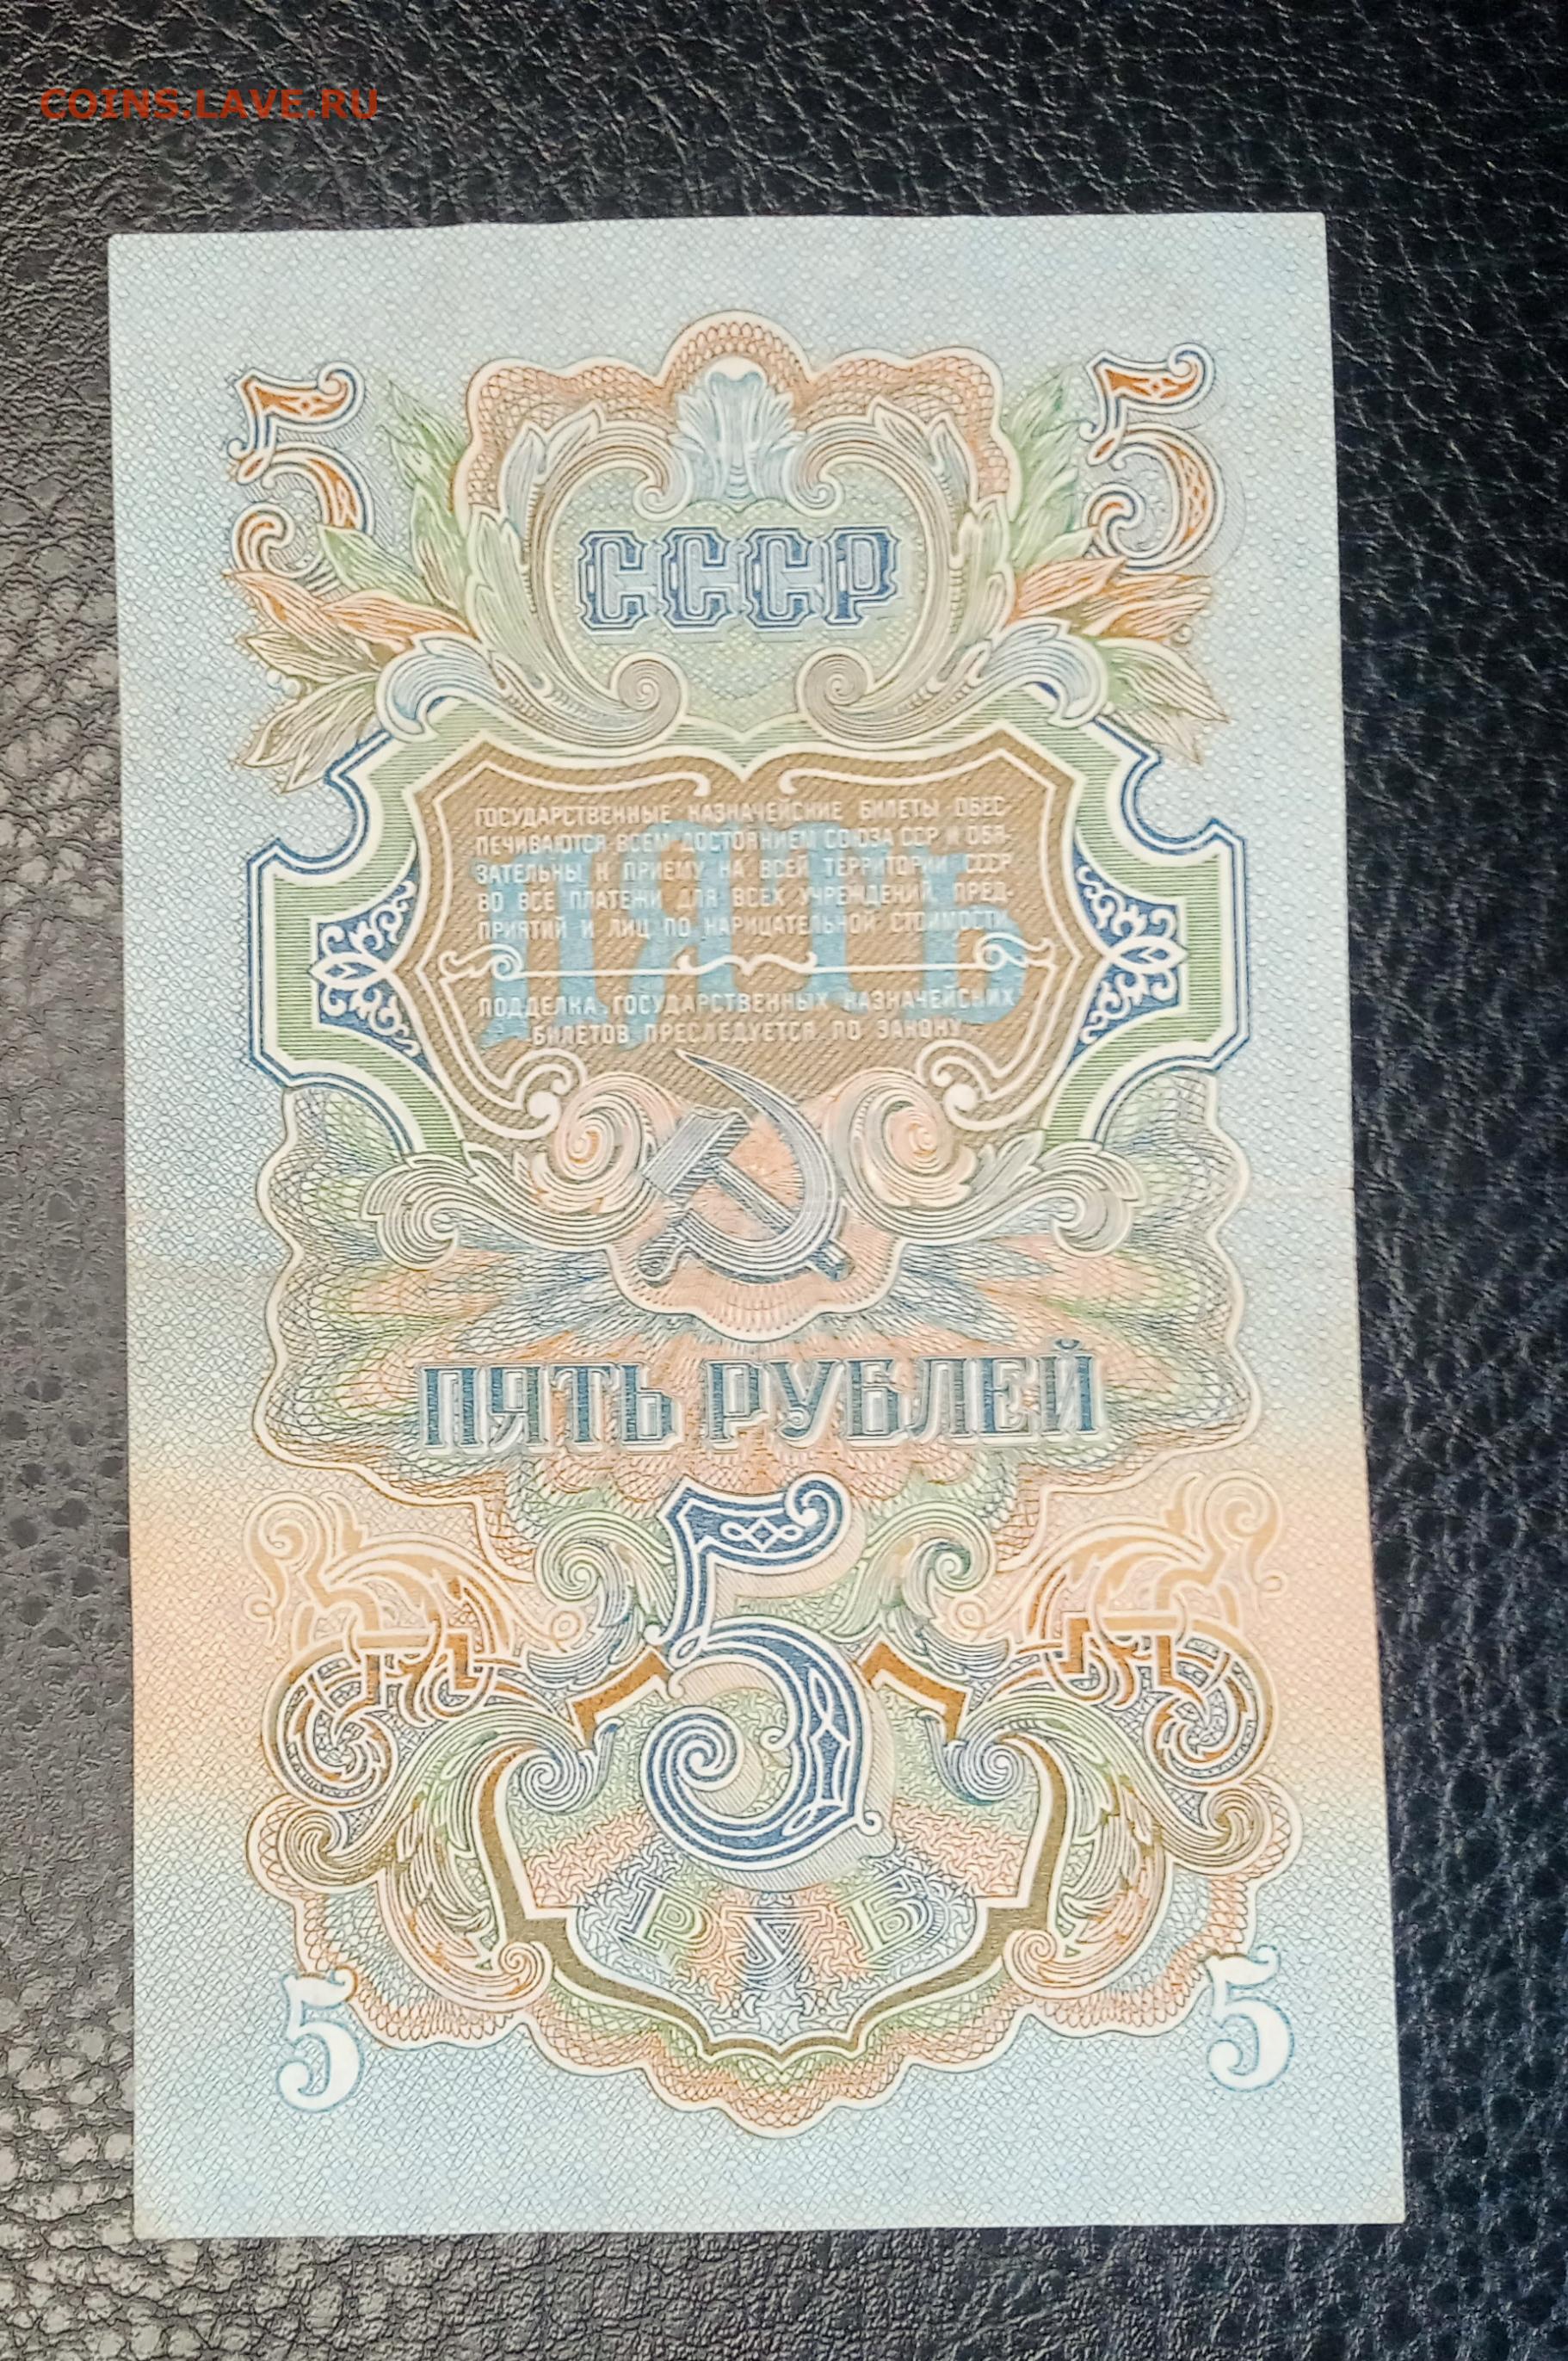 COINS.LAVE.RU
5 5
СССР
ПЯТЬ
ГОСУДАРСТВЕННЫЕ КАЗНАЧЕЙСКИЕ БИЛЕТЫ ОБЕС-
ПЕЧИВАЮТСЯ ВСЕМ ДОСТОЯНИЕМ СОЮЗА ССР И ОБЯ-
ЗАТЕЛЬНЫ К ПРИЕМУ НА ВСЕЙ ТЕРРИТОРИИ СССР
ВО ВСЕ ПЛАТЕЖИ ДЛЯ ВСЕХ УЧРЕЖДЕНИЙ, ПРЕД-
ПРИЯТИЙ И ЛИЦ ПО НАРИЦАТЕЛЬНОЙ СТОИМОСТИ
ПОДДЕЛКА ГОСУДАРСТВЕННЫХ КАЗНАЧЕЙСКИХ
БИЛЕТОВ ПРЕСЛЕДУЕТСЯ ПО ЗАКОНУ
ПЯТЬ РУБЛЕЙ
5
РУБ
5 5